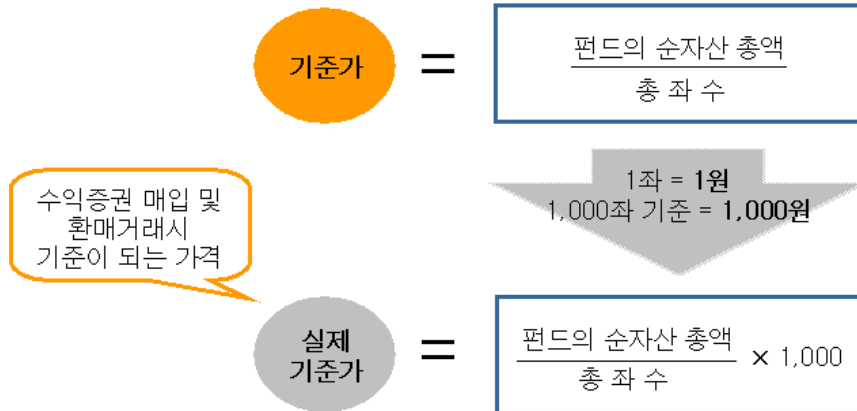 기준가 = 펀드의 순자산 총액
총 좌 수
1좌 = 1원
1,000좌 기준 = 1,000원
수익증권 매입 및
환매거래시
기준이 되는 가격
실제
기준가 = 펀드의 순자산 총액
총 좌 수
× 1,000